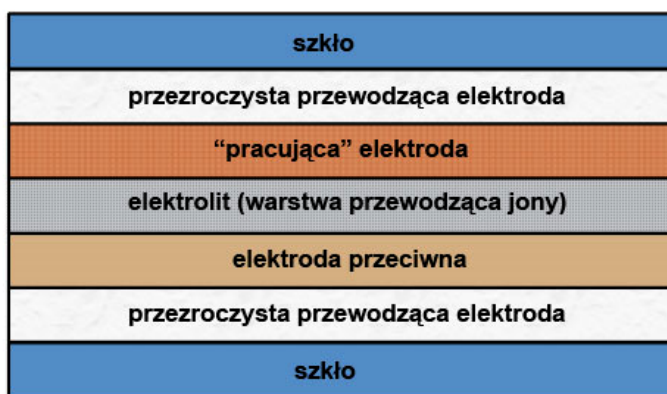 szkło
przezroczysta przewodząca elektroda
“pracująca” elektroda
elektrolit (warstwa przewodząca jony)
elektroda przeciwna
przezroczysta przewodząca elektroda
szkło